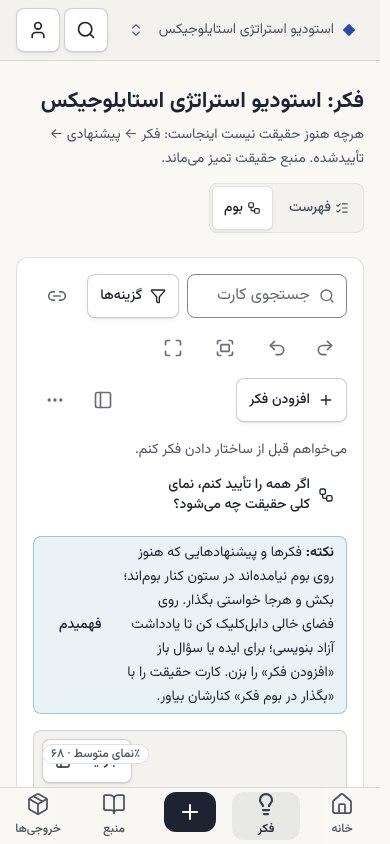 استودیو استراتژی استایلوجیکس
فکر: استودیو استراتژی استایلوجیکس
هرچه هنوز حقیقت نیست اینجاست: فکر ← پیشنهادی ←
تأییدشده. منبع حقیقت تمیز می‌ماند.
فهرست
بوم
جستجوی کارت
گزینه‌ها
افزودن فکر
می‌خواهم قبل از ساختار دادن فکر کنم.
اگر همه را تأیید کنم، نمای
کلی حقیقت چه می‌شود؟
نکته: فکرها و پیشنهادهایی که هنوز
روی بوم نیامده‌اند در ستون کنار بوم‌اند؛
بکش و هرجا خواستی بگذار. روی
فضای خالی دابل‌کلیک کن تا یادداشت
آزاد بنویسی؛ برای ایده یا سؤال باز
«افزودن فکر» را بزن. کارت حقیقت را با
«بگذار در بوم فکر» کنارشان بیاور.
فهمیدم
نمای متوسط · ۶۸٪
خانه
فکر
منبع
خروجی‌ها